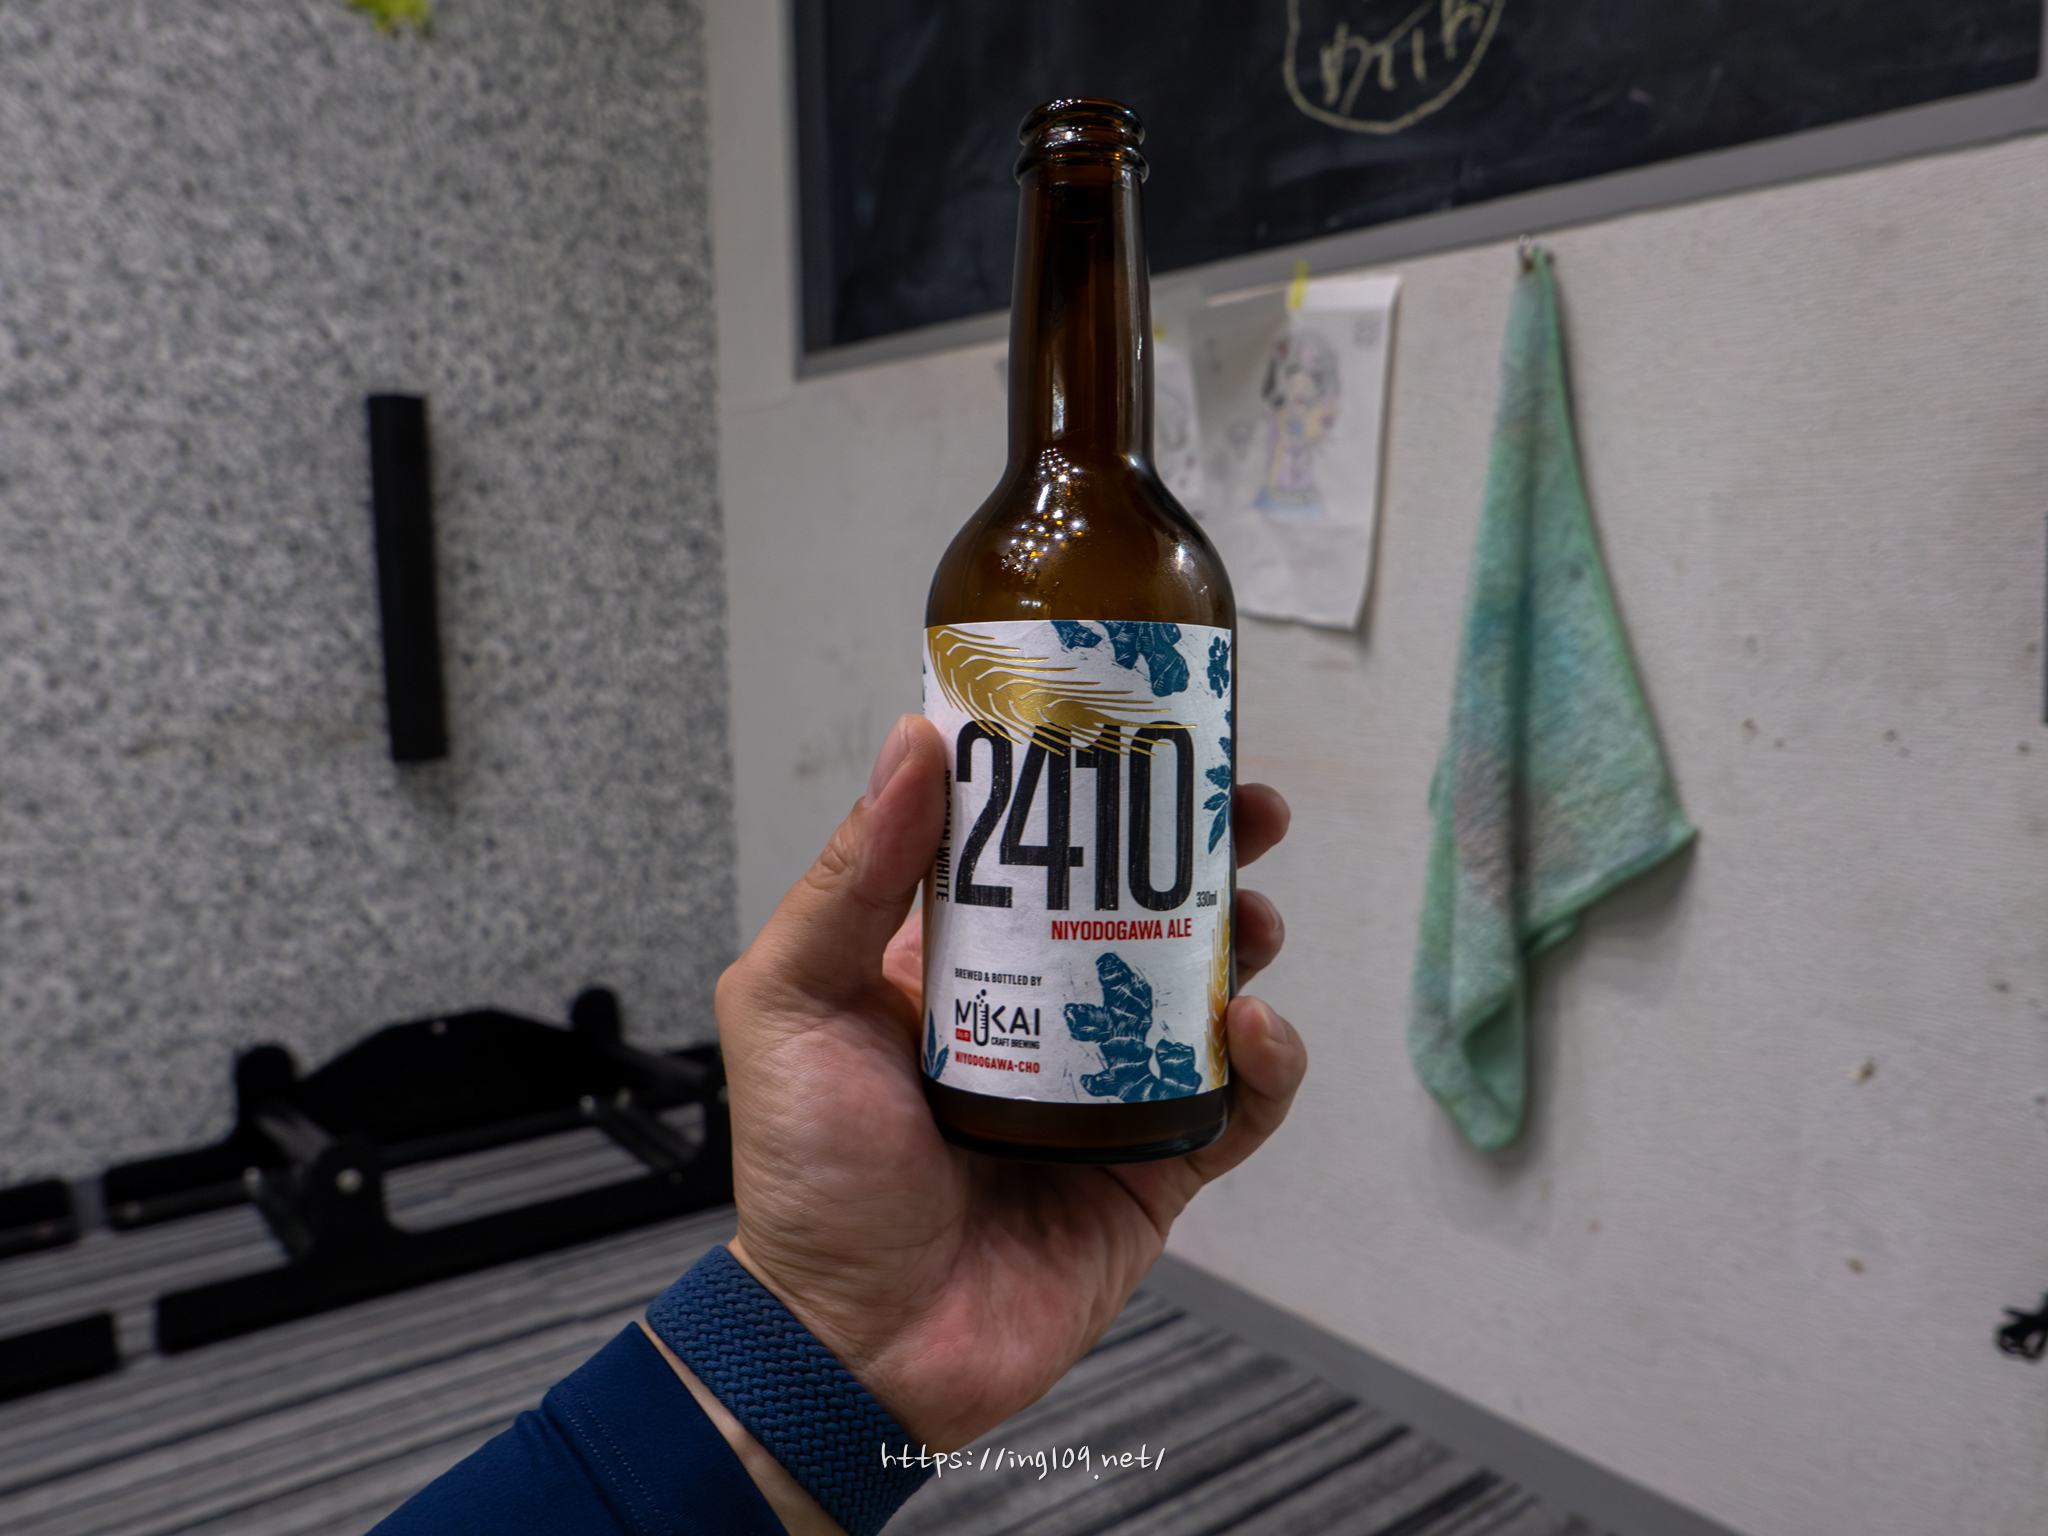 BELGIAN WHITE
2410
330ml
NIYODOGAWA ALE
BREWED & BOTTLED BY
MUKAI
CRAFT BREWING
NIYODOGAWA-CHO
https://ing109.net/